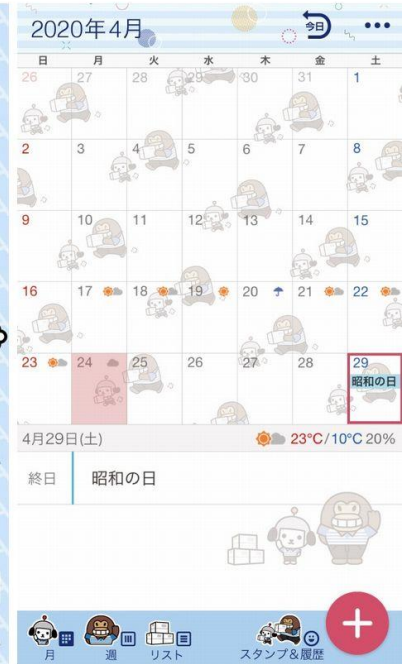 2020年4月 今日
日 月 火 水 木 金 土
26 27 28 29 30 31 1
2 3 4 5 6 7 8
9 10 11 12 13 14 15
16 17 18 19 20 21 22
23 24 25 26 27 28 29
昭和の日
4月29日(土) 23°C/10°C 20%
終日 昭和の日
+
月 週 リスト スタンプ&履歴